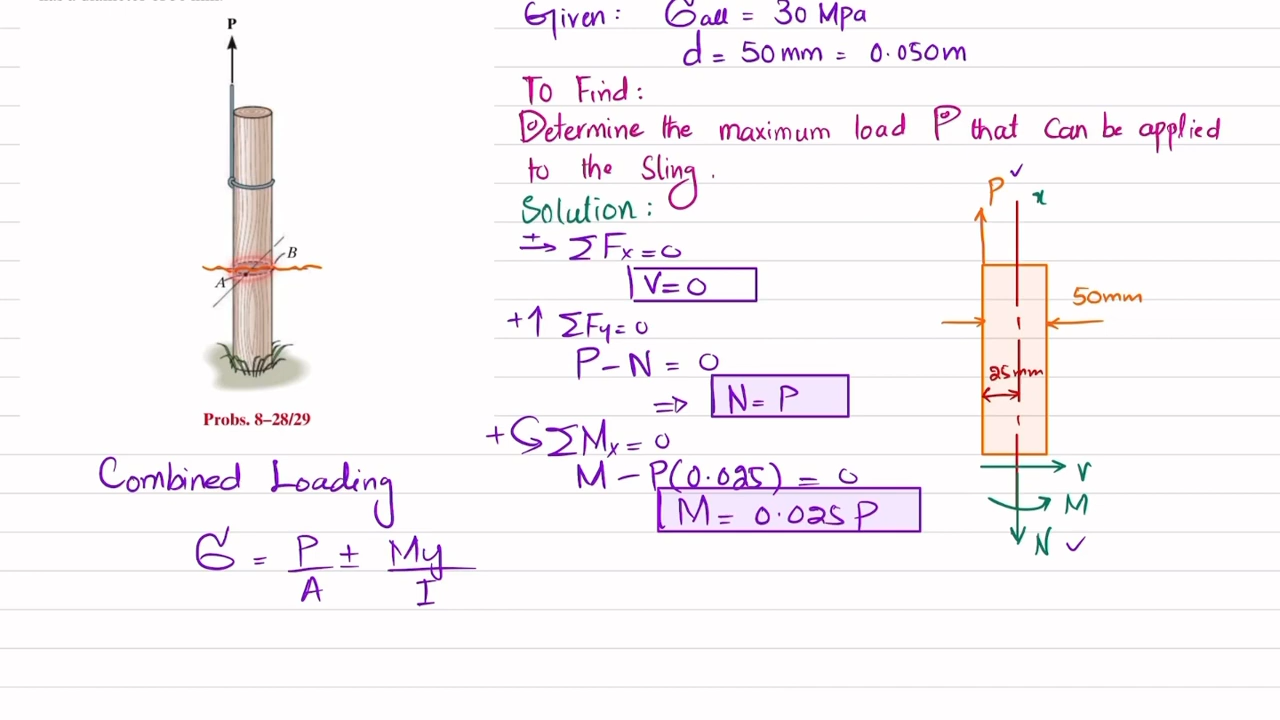 P
A
B
Probs. 8–28/29
Combined Loading
σ = P/A ± My/I
Given: σall = 30 Mpa
d = 50mm = 0.050m
To Find:
Determine the maximum load P that Can be applied
to the Sling.
Solution:
+→ ΣFx = 0
V = 0
+↑ ΣFy = 0
P – N = 0
⇒ N = P
+↺ ΣMx = 0
M – P(0.025) = 0
M = 0.025 P
P ✓
x
50mm
25mm
V
M
N ✓